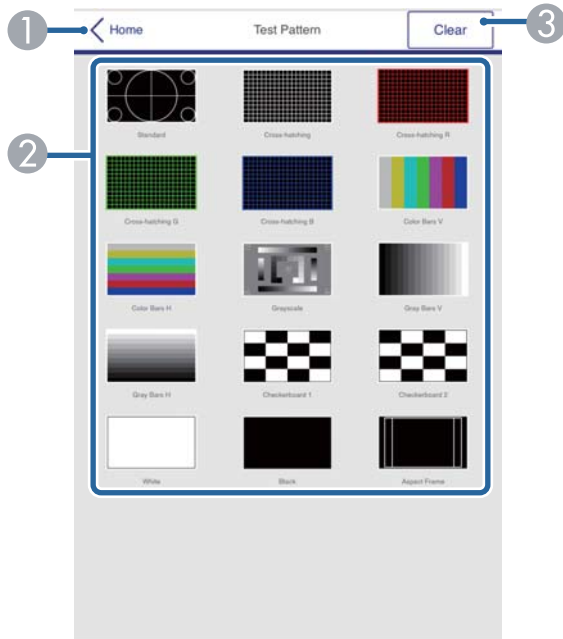 1 Home Test Pattern Clear 3
2
Standard Cross-hatching Cross-hatching R
Cross-hatching G Cross-hatching B Color Bars V
Color Bars H Grayscale Gray Bars V
Gray Bars H Checkerboard 1 Checkerboard 2
White Black Aspect Frame